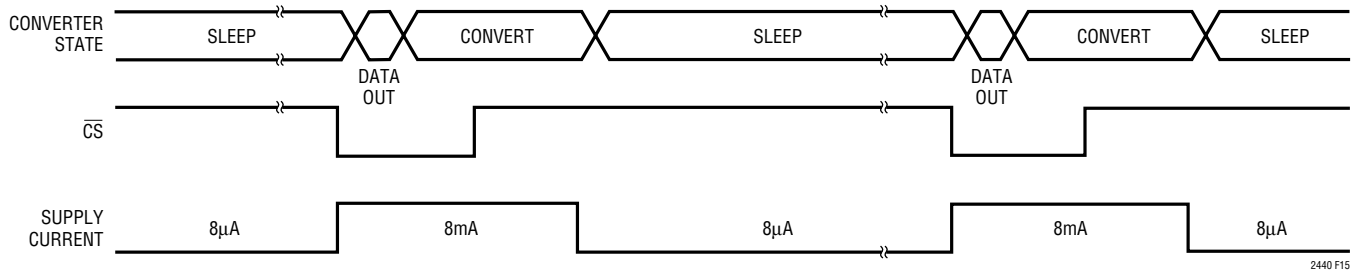 CONVERTER
STATE
SLEEP
CONVERT
SLEEP
CONVERT
SLEEP
DATA
OUT
DATA
OUT
CS
SUPPLY
CURRENT
8µA
8mA
8µA
8mA
8µA
2440 F15